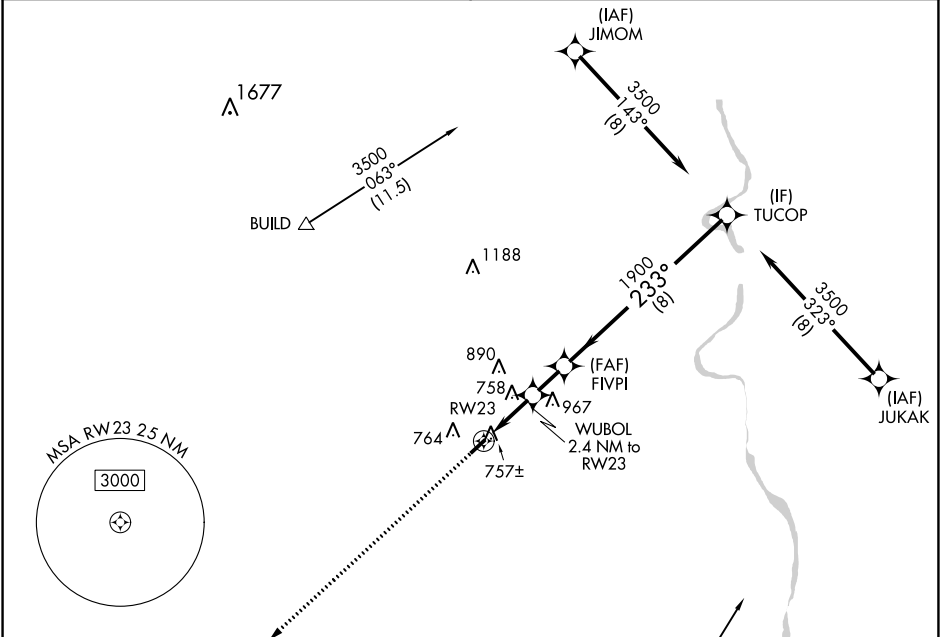 (IAF)
JIMOM
1677
3500
143°
(8)
3500
063°
(11.5)
BUILD
(IF)
TUCOP
1188
1900
233°
(8)
3500
323°
(8)
890
(FAF)
FIVPI
758
967
RW23
764
WUBOL
2.4 NM to
RW23
757±
(IAF)
JUKAK
MSA RW23 25 NM
3000